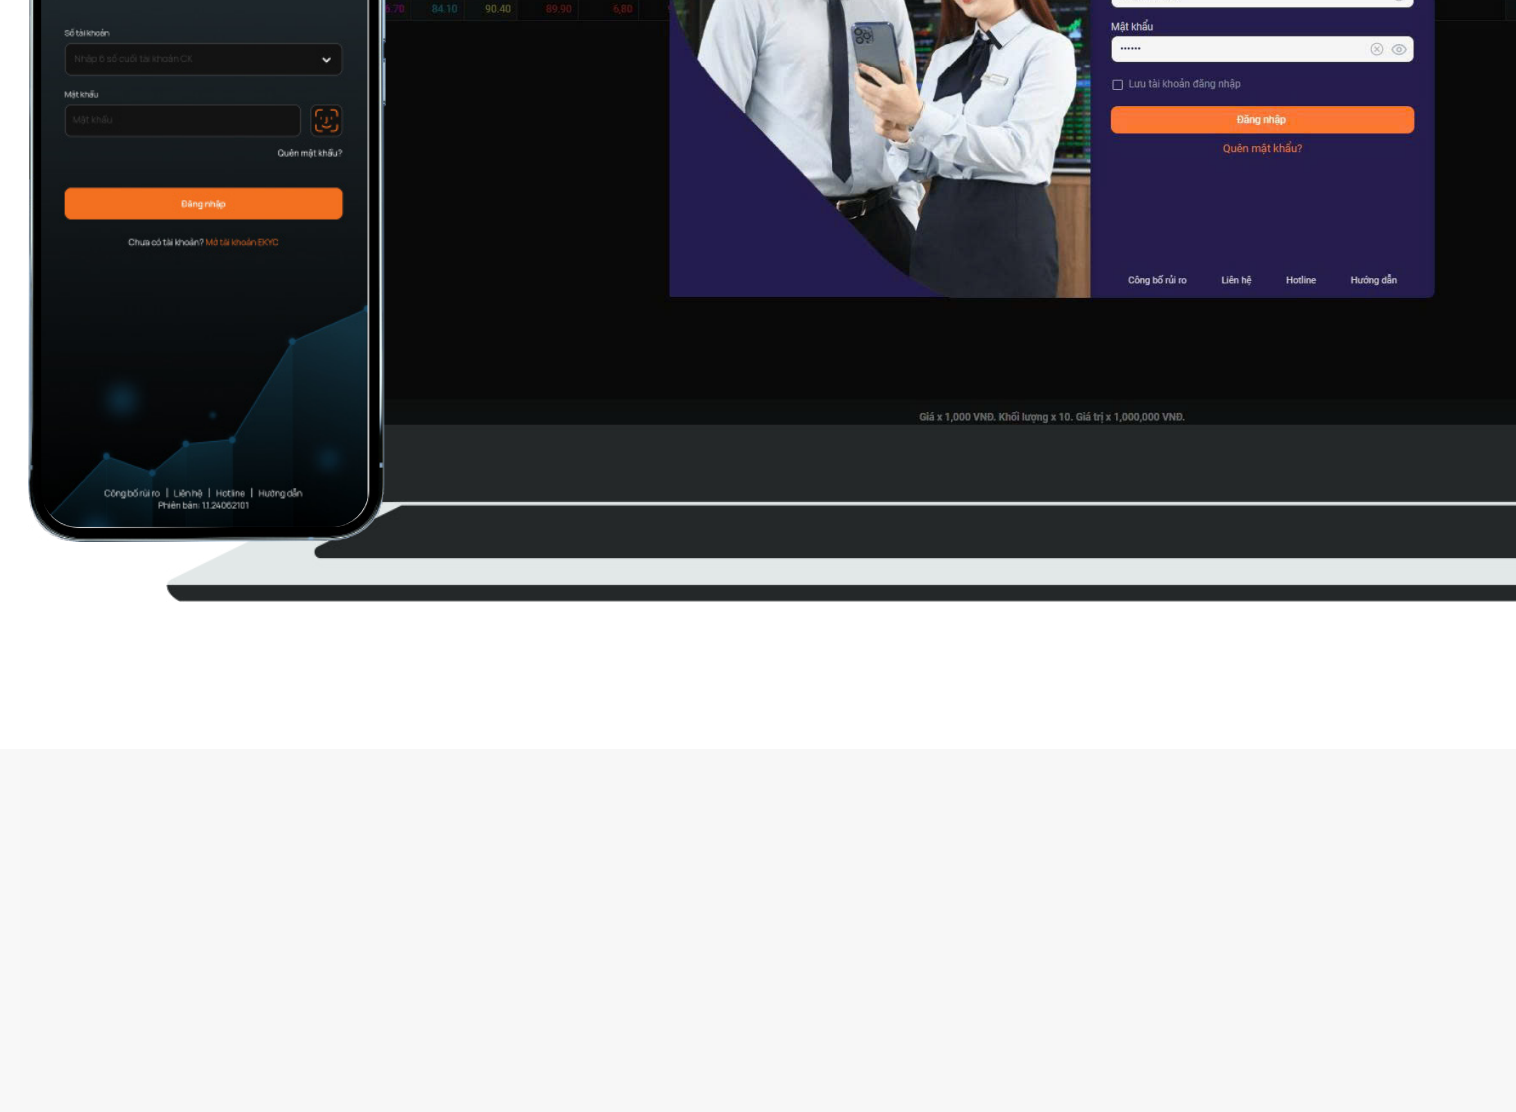 Số tài khoản
Nhập 6 số cuối tài khoản CK
Mật khẩu
Mật khẩu
Quên mật khẩu?
Đăng nhập
Chưa có tài khoản? Mở tài khoản EKYC
Công bố rủi ro | Liên hệ | Hotline | Hướng dẫn
Phiên bản: 1.1.24062101
84.10 90.40 89.90 6,80
Mật khẩu
••••••
Lưu tài khoản đăng nhập
Đăng nhập
Quên mật khẩu?
Công bố rủi ro Liên hệ Hotline Hướng dẫn
Giá x 1,000 VNĐ. Khối lượng x 10. Giá trị x 1,000,000 VNĐ.